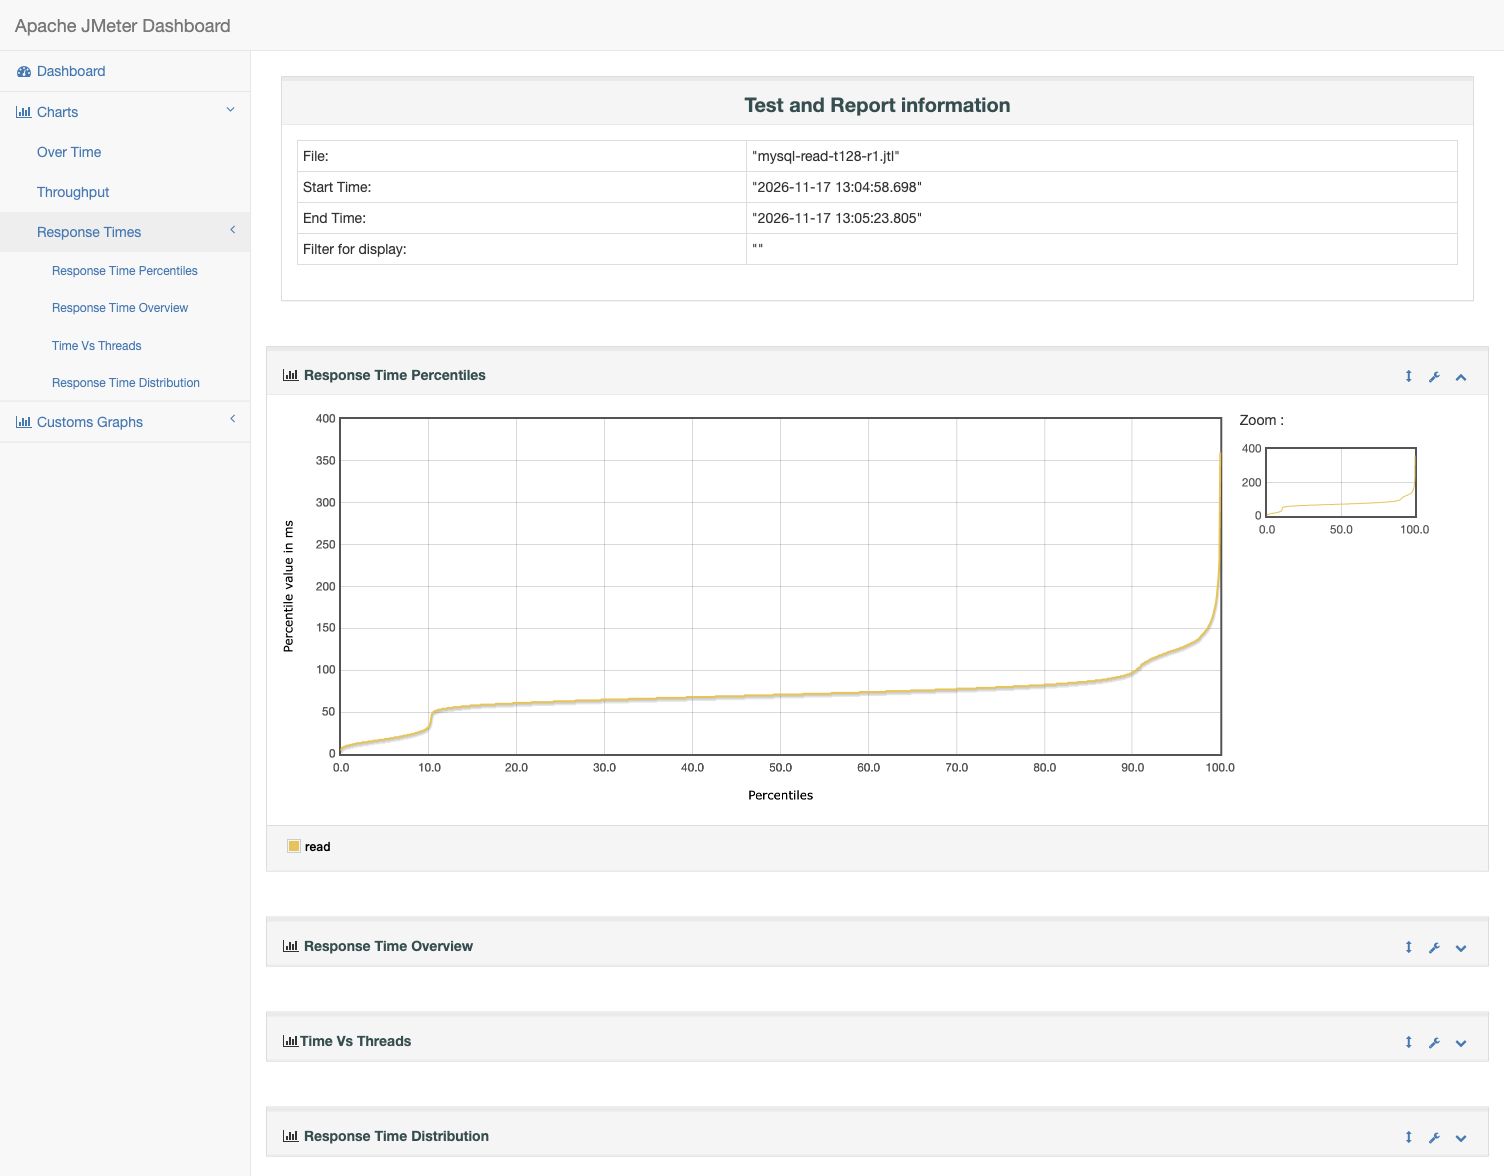 Apache JMeter Dashboard
Dashboard
Charts
Over Time
Throughput
Response Times
Response Time Percentiles
Response Time Overview
Time Vs Threads
Response Time Distribution
Customs Graphs
Test and Report information
File: "mysql-read-t128-r1.jtl"
Start Time: "2026-11-17 13:04:58.698"
End Time: "2026-11-17 13:05:23.805"
Filter for display: ""
Response Time Percentiles
400
350
300
250
200
150
100
50
0
Percentile value in ms
0.0 10.0 20.0 30.0 40.0 50.0 60.0 70.0 80.0 90.0 100.0
Percentiles
Zoom :
400
200
0
0.0 50.0 100.0
read
Response Time Overview
Time Vs Threads
Response Time Distribution